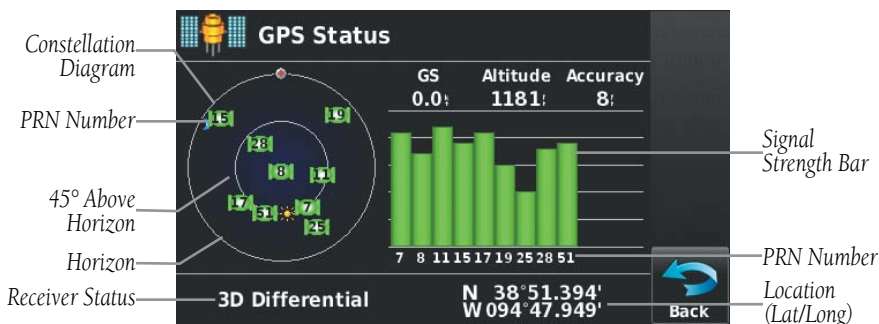 GPS Status
Constellation
Diagram
PRN Number
45° Above
Horizon
Horizon
Receiver Status
15
19
28
8
11
17
51
7
25
GS
Altitude
Accuracy
0.0
1181
8
7 8 11 15 17 19 25 28 51
3D Differential
N 38°51.394'
W 094°47.949'
Back
Signal
Strength Bar
PRN Number
Location
(Lat/Long)